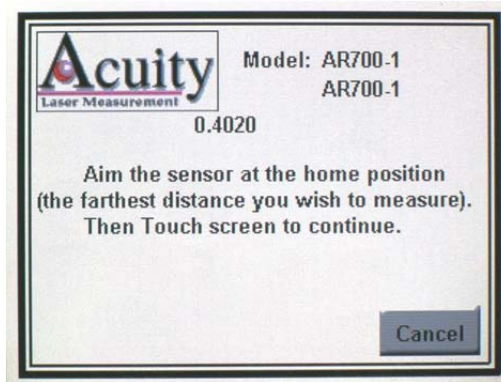 Acuity
Laser Measurement
Model: AR700-1
AR700-1
0.4020
Aim the sensor at the home position
(the farthest distance you wish to measure).
Then Touch screen to continue.
Cancel